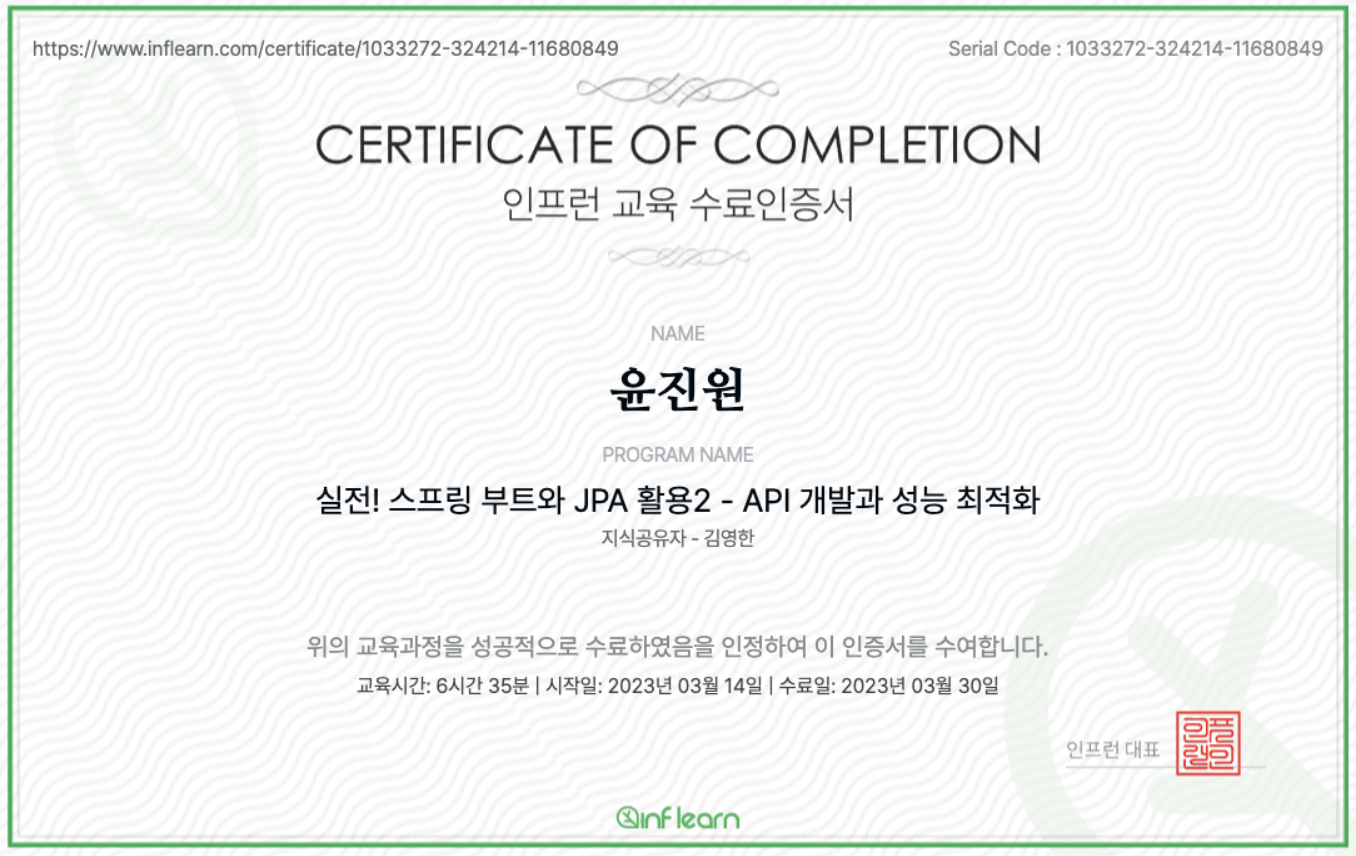 https://www.inflearn.com/certificate/1033272-324214-11680849
Serial Code : 1033272-324214-11680849
CERTIFICATE OF COMPLETION
인프런 교육 수료인증서
NAME
윤진원
PROGRAM NAME
실전! 스프링 부트와 JPA 활용2 - API 개발과 성능 최적화
지식공유자 - 김영한
위의 교육과정을 성공적으로 수료하였음을 인정하여 이 인증서를 수여합니다.
교육시간: 6시간 35분 | 시작일: 2023년 03월 14일 | 수료일: 2023년 03월 30일
인프런 대표
inflearn